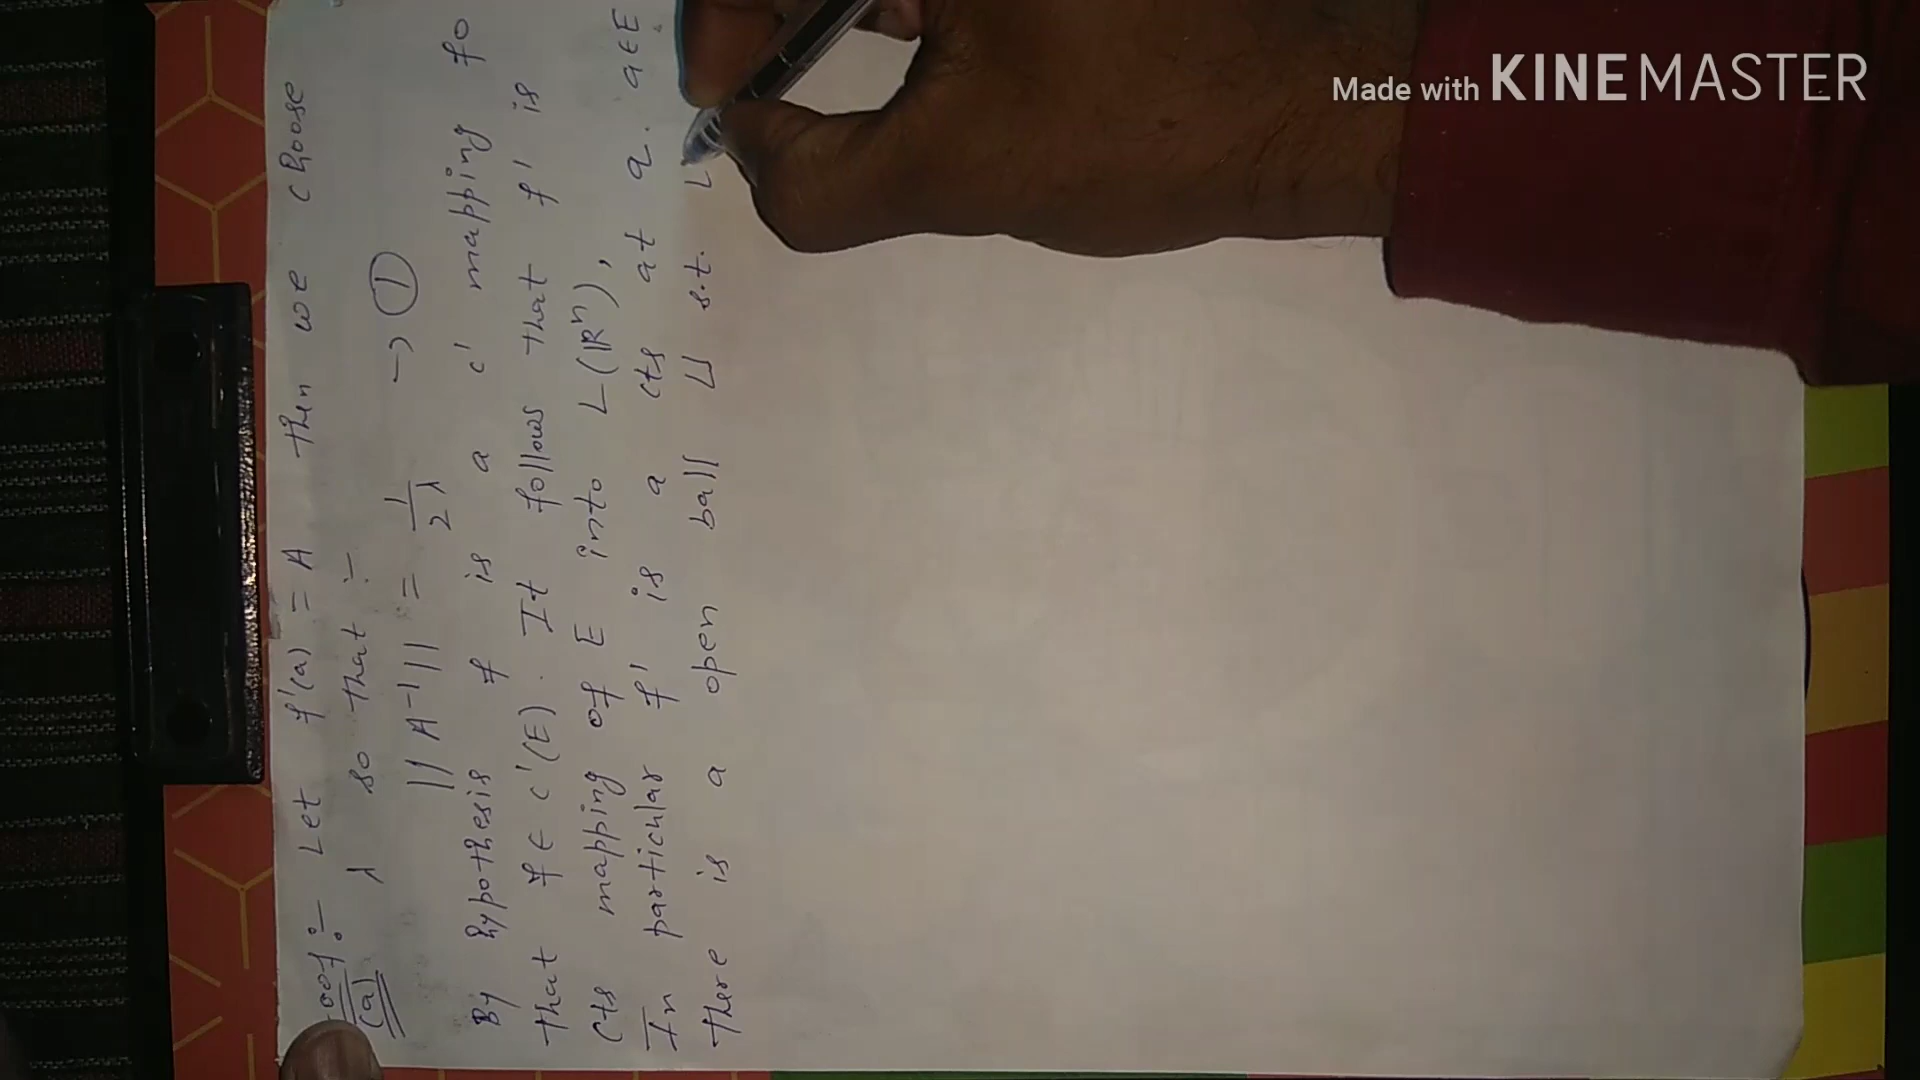 Proof:- Let f'(a) = A then we choose
(a) λ so that :-
||A⁻¹|| = 1/2λ → ①
By hypothesis f is a c' mapping fo
that f ∈ c'(E). It follows that f' is
cts mapping of E into L(ℝⁿ),
In particular f' is a cts at a. a∈E
There is a open ball U s.t.
Made with KINEMASTER